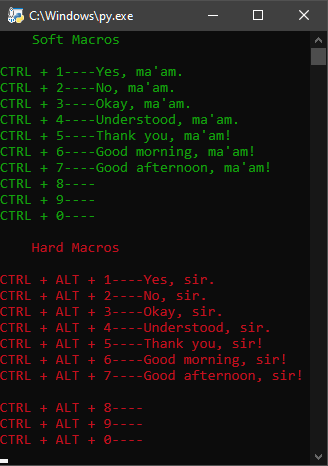 C:\Windows\py.exe
Soft Macros
CTRL + 1----Yes, ma'am.
CTRL + 2----No, ma'am.
CTRL + 3----Okay, ma'am.
CTRL + 4----Understood, ma'am.
CTRL + 5----Thank you, ma'am!
CTRL + 6----Good morning, ma'am!
CTRL + 7----Good afternoon, ma'am!
CTRL + 8----
CTRL + 9----
CTRL + 0----
Hard Macros
CTRL + ALT + 1----Yes, sir.
CTRL + ALT + 2----No, sir.
CTRL + ALT + 3----Okay, sir.
CTRL + ALT + 4----Understood, sir.
CTRL + ALT + 5----Thank you, sir!
CTRL + ALT + 6----Good morning, sir!
CTRL + ALT + 7----Good afternoon, sir!
CTRL + ALT + 8----
CTRL + ALT + 9----
CTRL + ALT + 0----